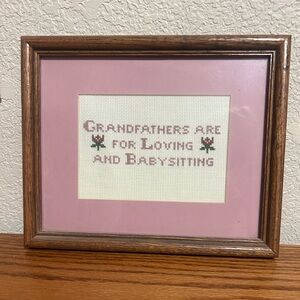 Grandfathers are
for Loving
and Babysitting